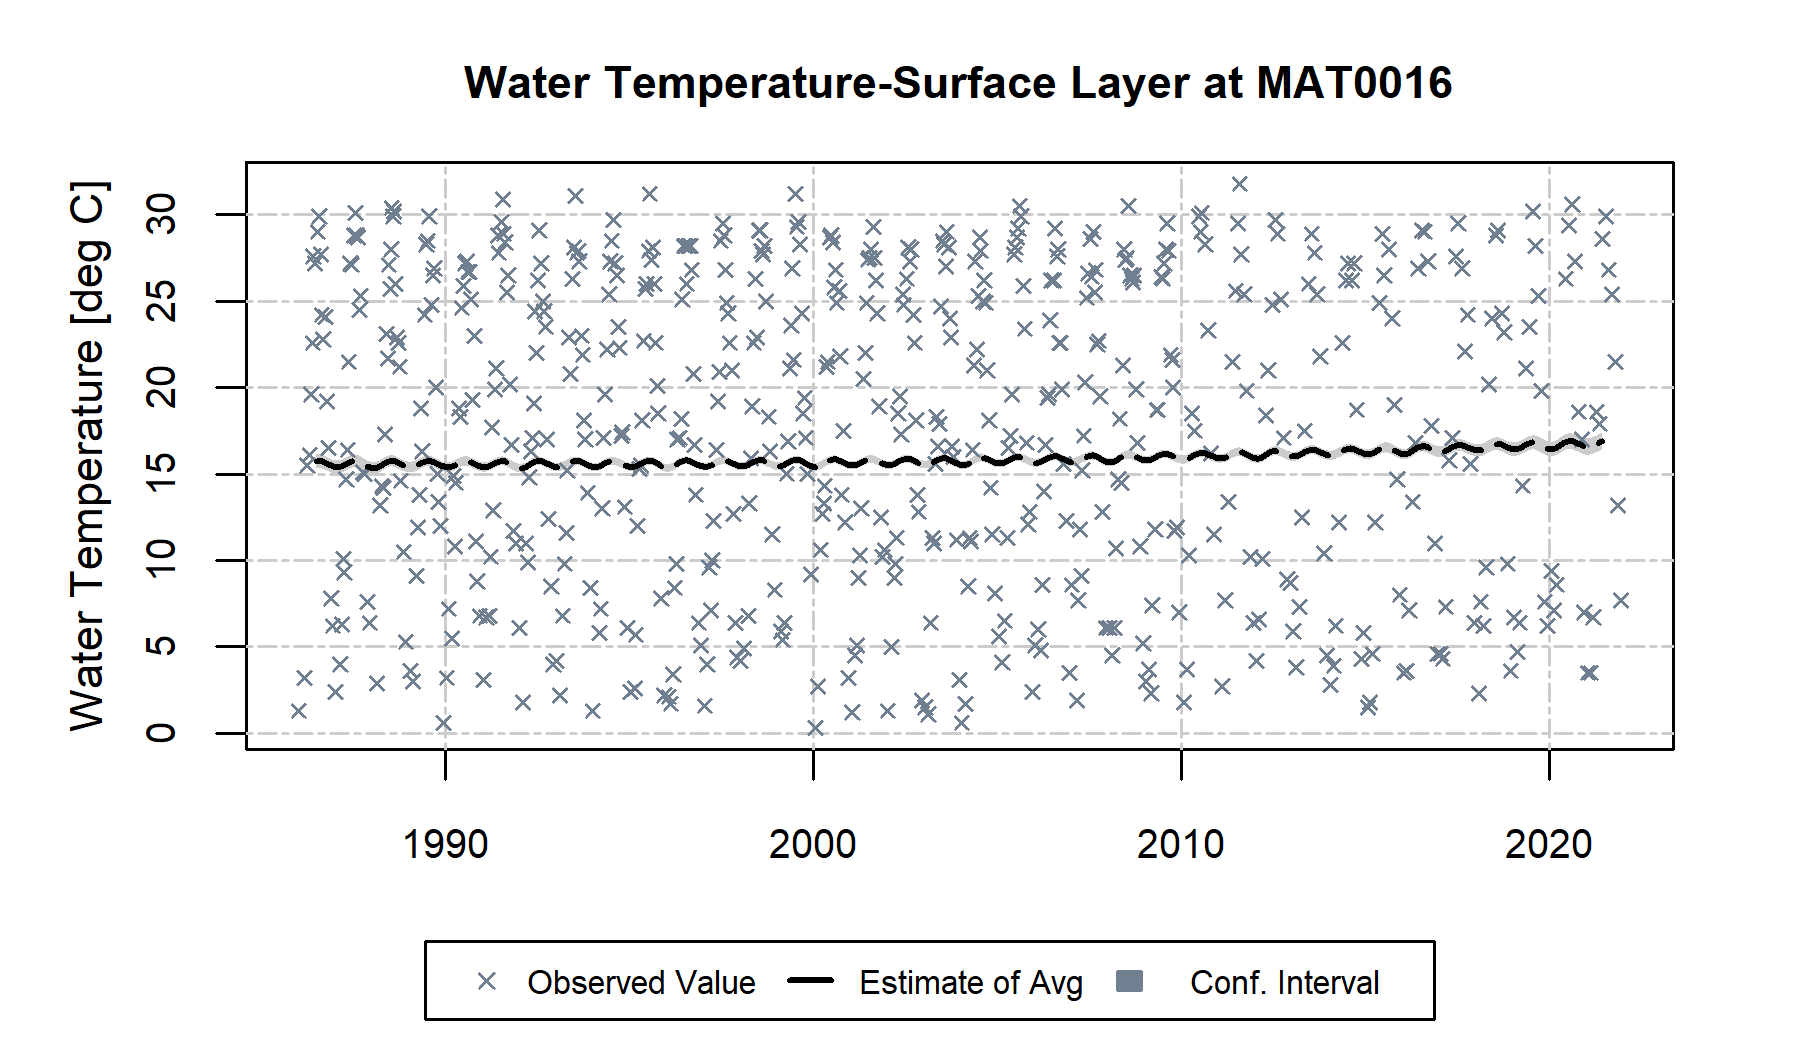 Water Temperature-Surface Layer at MAT0016
Water Temperature [deg C]
30
25
20
15
10
5
0
1990 2000 2010 2020
Observed Value Estimate of Avg Conf. Interval